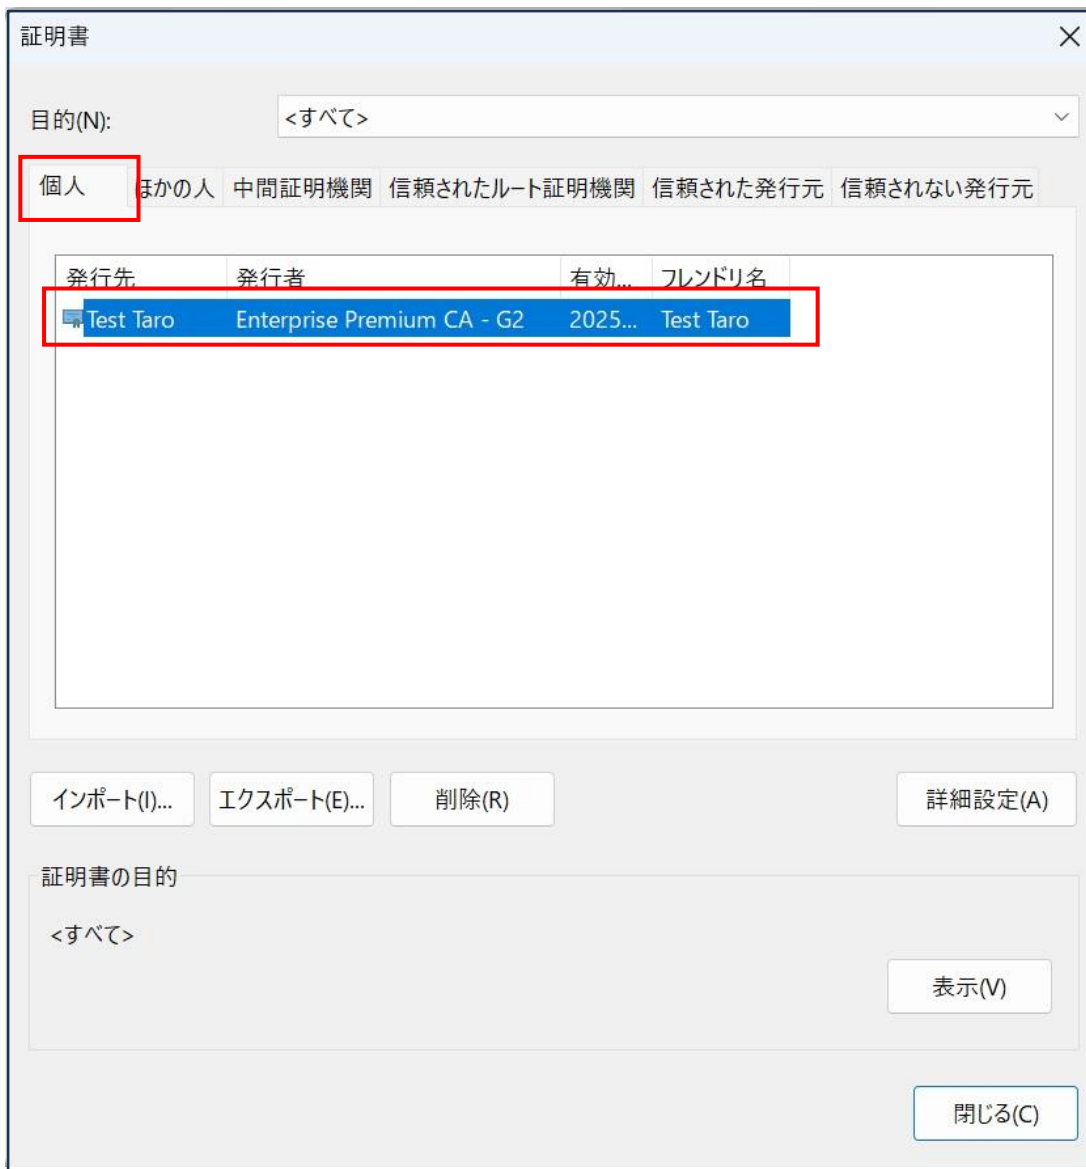 証明書
目的(N): <すべて>
個人 ほかの人 中間証明機関 信頼されたルート証明機関 信頼された発行元 信頼されない発行元
発行先 発行者 有効... フレンドリ名
Test Taro Enterprise Premium CA - G2 2025... Test Taro
インポート(I)... エクスポート(E)... 削除(R) 詳細設定(A)
証明書の目的
<すべて>
表示(V)
閉じる(C)